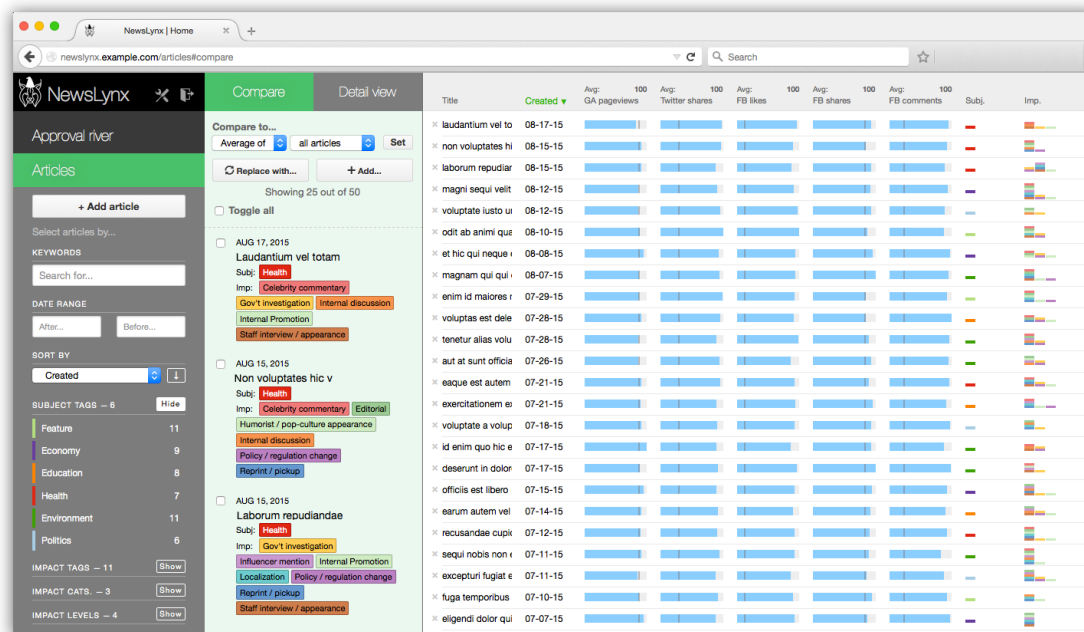 NewsLynx | Home
newslynx.example.com/articles#compare
Search
NewsLynx
Approval river
Articles
+ Add article
Select articles by...
KEYWORDS
Search for...
DATE RANGE
After...
Before...
SORT BY
Created
SUBJECT TAGS – 6
Hide
Feature 11
Economy 9
Education 8
Health 7
Environment 11
Politics 6
IMPACT TAGS – 11
Show
IMPACT CATS. – 3
Show
IMPACT LEVELS – 4
Show
Compare
Detail view
Compare to...
Average of
all articles
Set
Replace with...
+ Add...
Showing 25 out of 50
Toggle all
AUG 17, 2015
Laudantium vel totam
Subj: Health
Imp: Celebrity commentary
Gov't investigation Internal discussion
Internal Promotion
Staff interview / appearance
AUG 15, 2015
Non voluptates hic v
Subj: Health
Imp: Celebrity commentary Editorial
Humorist / pop-culture appearance
Internal discussion
Policy / regulation change
Reprint / pickup
AUG 15, 2015
Laborum repudiandae
Subj: Health
Imp: Gov't investigation
Influencer mention Internal Promotion
Localization Policy / regulation change
Reprint / pickup
Staff interview / appearance
Avg: 100 Avg: 100 Avg: 100 Avg: 100 Avg: 100
Title Created ▼ GA pageviews Twitter shares FB likes FB shares FB comments Subj. Imp.
× laudantium vel to 08-17-15
× non voluptates hi 08-15-15
× laborum repudiar 08-15-15
× magni sequi velit 08-12-15
× voluptate iusto ur 08-12-15
× odit ab animi qua 08-10-15
× et hic qui neque 08-08-15
× magnam qui qui 08-07-15
× enim id maiores r 07-29-15
× voluptas est dele 07-28-15
× tenetur alias volu 07-28-15
× aut at sunt officia 07-26-15
× eaque est autem 07-21-15
× exercitationem ex 07-21-15
× voluptate a volup 07-18-15
× id enim quo hic e 07-17-15
× deserunt in dolore 07-17-15
× officiis est libero 07-15-15
× earum autem vel 07-14-15
× recusandae cupic 07-12-15
× sequi nobis non e 07-11-15
× excepturi fugiat e 07-11-15
× fuga temporibus 07-10-15
× eligendi dolor qui 07-07-15